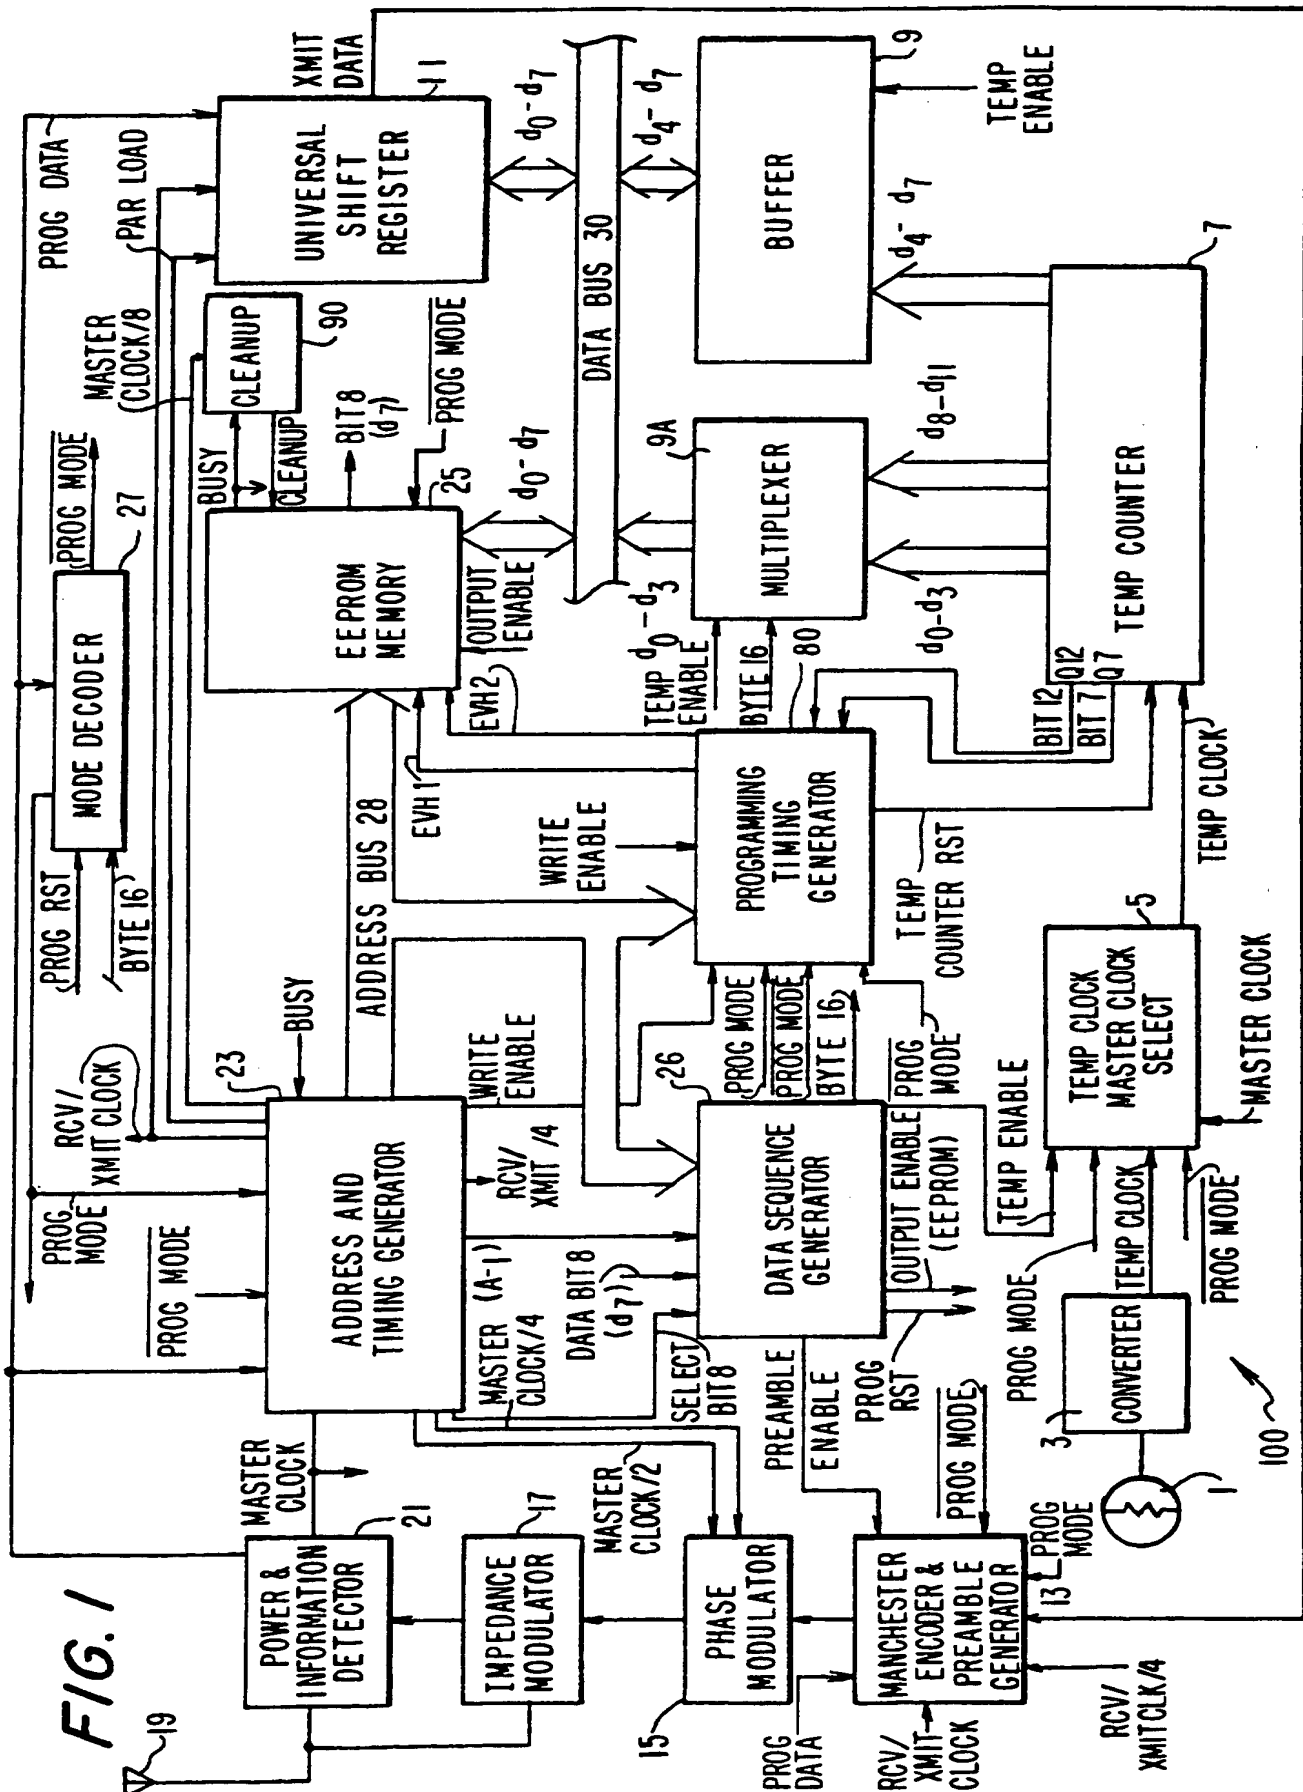 FIG. 1
19
POWER &
INFORMATION
DETECTOR
21
MASTER
CLOCK
IMPEDANCE
MODULATOR
17
PHASE
MODULATOR
15
MASTER
CLOCK/2
MASTER
CLOCK/4
MANCHESTER
ENCODER &
PREAMBLE
GENERATOR
13
PROG
DATA
RCV/
XMIT
CLOCK
RCV/
XMITCLK/4
PROG
MODE
PROG MODE
PREAMBLE
ENABLE
PROG
MODE
PROG MODE
RCV/
XMIT CLOCK
ADDRESS AND
TIMING GENERATOR
23
BUSY
WRITE
ENABLE
RCV/
XMIT /4
(A-1)
DATA BIT8
(d7)
SELECT
BIT8
DATA SEQUENCE
GENERATOR
26
PROG
RST
OUTPUT ENABLE
(EEPROM)
PROG MODE
PROG MODE
BYTE 16
PROG
MODE
TEMP ENABLE
1
CONVERTER
3
100
PROG MODE
TEMP CLOCK
PROG MODE
TEMP CLOCK
MASTER CLOCK
SELECT
5
MASTER CLOCK
TEMP CLOCK
PROG RST
BYTE 16
MODE DECODER
27
PROG MODE
ADDRESS BUS 28
EEPROM
MEMORY
25
EVH1
EVH2
OUTPUT
ENABLE
BUSY
CLEANUP
BIT8
(d7)
PROG MODE
CLEANUP
90
MASTER
CLOCK/8
WRITE
ENABLE
PROGRAMMING
TIMING
GENERATOR
80
TEMP
COUNTER RST
PROG DATA
PAR LOAD
UNIVERSAL
SHIFT
REGISTER
11
XMIT
DATA
d0-d7
d0-d7
DATA BUS 30
d0-d3
d4-d7
TEMP
ENABLE
BYTE 16
MULTIPLEXER
9A
BUFFER
9
TEMP
ENABLE
d0-d3
d8-d11
d4-d7
BIT 12
BIT 7
Q12
Q7
TEMP COUNTER
7